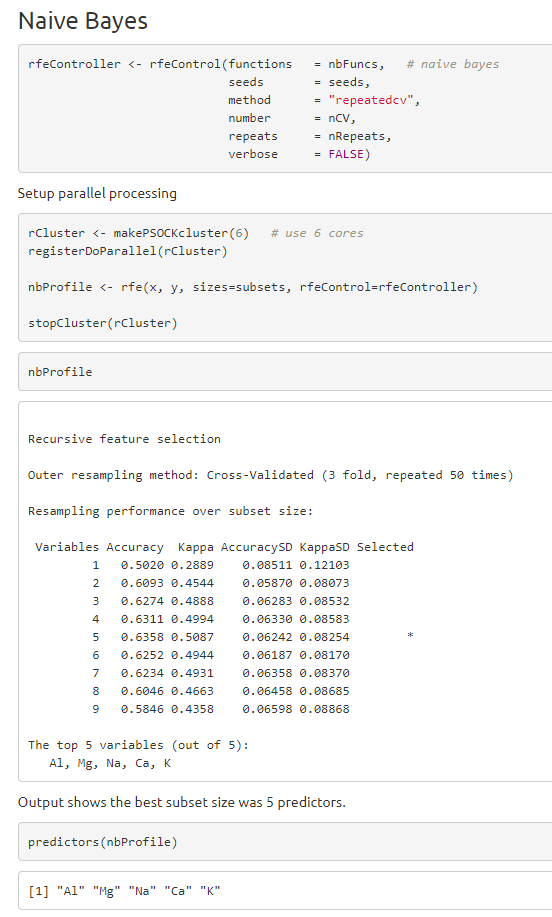 Naive Bayes
rfeController <- rfeControl(functions   = nbFuncs,   # naive bayes
                            seeds       = seeds,
                            method      = "repeatedcv",
                            number      = nCV,
                            repeats     = nRepeats,
                            verbose     = FALSE)
Setup parallel processing
rCluster <- makePSOCKcluster(6)   # use 6 cores
registerDoParallel(rCluster)
nbProfile <- rfe(x, y, sizes=subsets, rfeControl=rfeController)
stopCluster(rCluster)
nbProfile
Recursive feature selection
Outer resampling method: Cross-Validated (3 fold, repeated 50 times)
Resampling performance over subset size:
 Variables Accuracy  Kappa AccuracySD KappaSD Selected
         1   0.5020 0.2889    0.08511 0.12103
         2   0.6093 0.4544    0.05870 0.08073
         3   0.6274 0.4888    0.06283 0.08532
         4   0.6311 0.4994    0.06330 0.08583
         5   0.6358 0.5087    0.06242 0.08254        *
         6   0.6252 0.4944    0.06187 0.08170
         7   0.6234 0.4931    0.06358 0.08370
         8   0.6046 0.4663    0.06458 0.08685
         9   0.5846 0.4358    0.06598 0.08868
The top 5 variables (out of 5):
   Al, Mg, Na, Ca, K
Output shows the best subset size was 5 predictors.
predictors(nbProfile)
[1] "Al" "Mg" "Na" "Ca" "K"